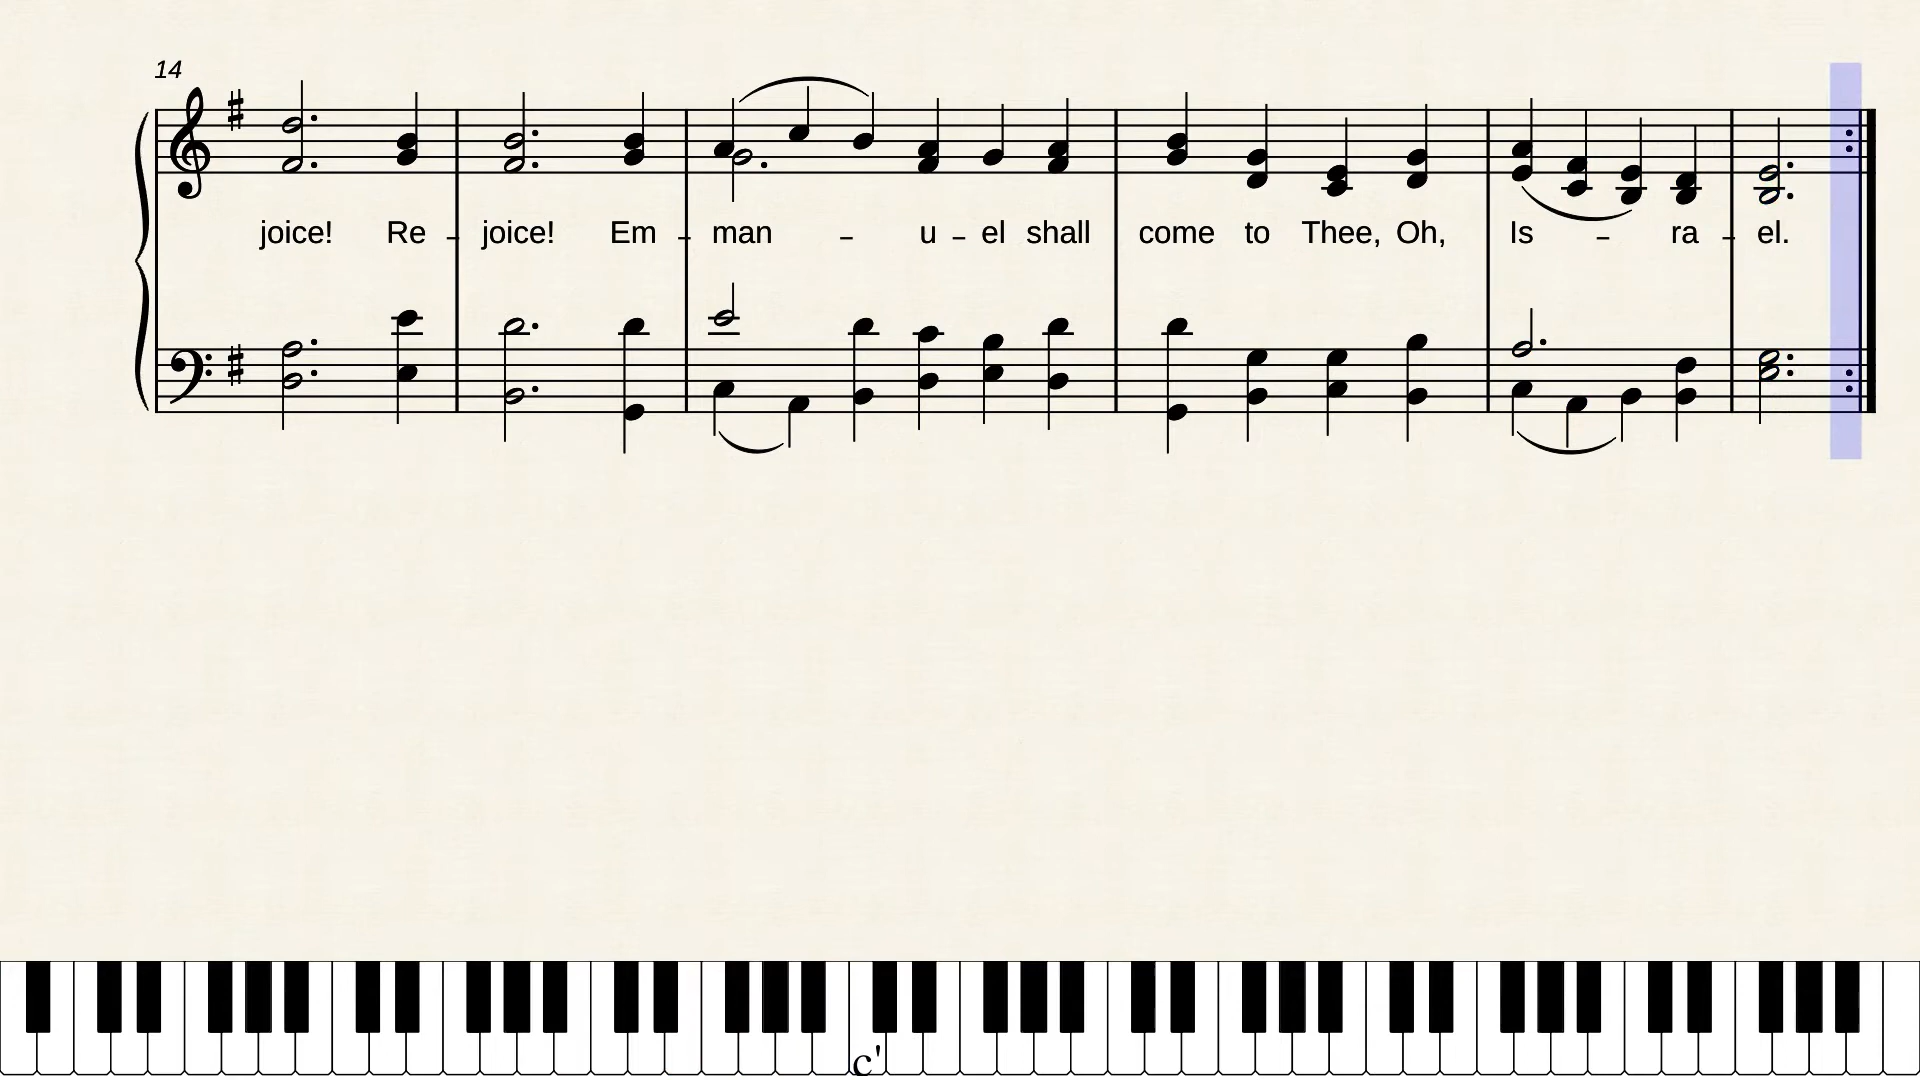 14
joice! Re - joice! Em - man - u - el shall come to Thee, Oh, Is - ra - el.
c'